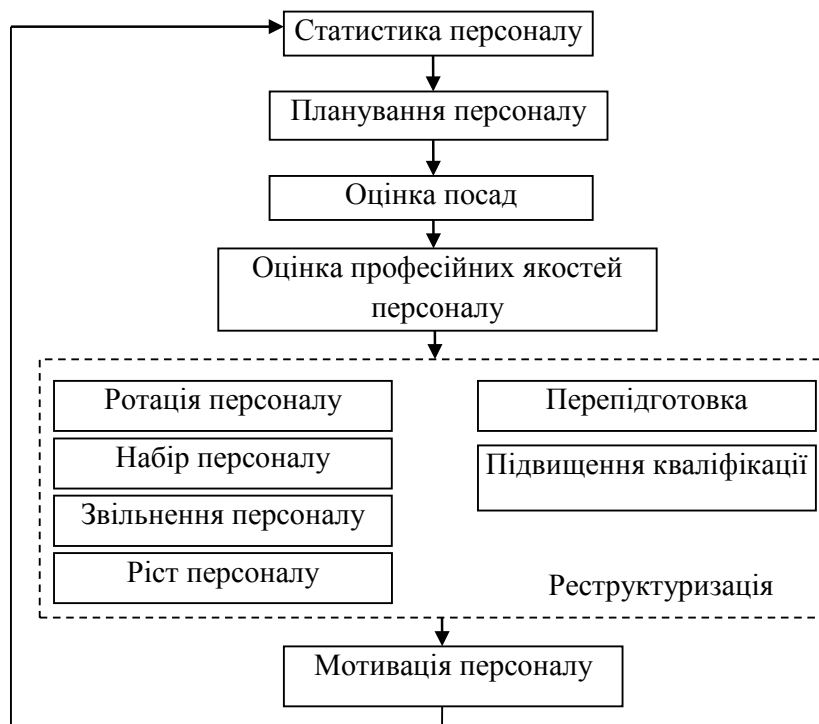 Статистика персоналу
Планування персоналу
Оцінка посад
Оцінка професійних якостей
персоналу
Ротація персоналу
Набір персоналу
Звільнення персоналу
Ріст персоналу
Перепідготовка
Підвищення кваліфікації
Реструктуризація
Мотивація персоналу